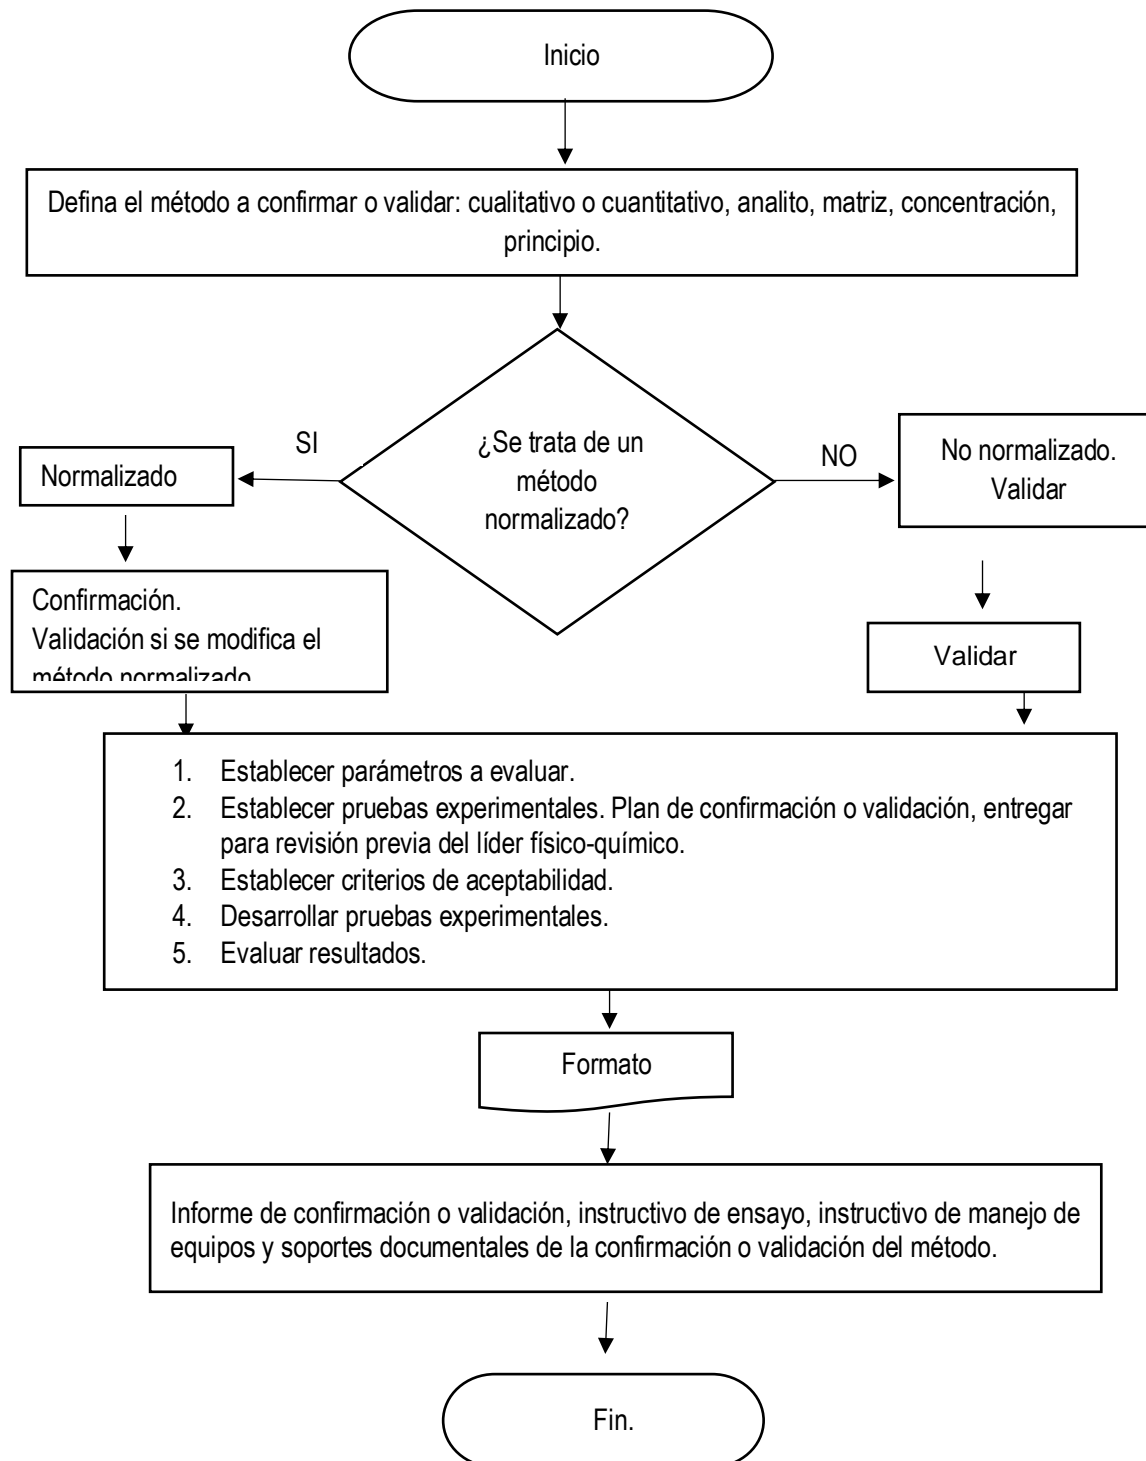 Inicio
Defina el método a confirmar o validar: cualitativo o cuantitativo, analito, matriz, concentración,
principio.
¿Se trata de un
método
normalizado?
SI
NO
Normalizado
No normalizado.
Validar
Confirmación.
Validación si se modifica el
método normalizado
Validar
1. Establecer parámetros a evaluar.
2. Establecer pruebas experimentales. Plan de confirmación o validación, entregar
para revisión previa del líder físico-químico.
3. Establecer criterios de aceptabilidad.
4. Desarrollar pruebas experimentales.
5. Evaluar resultados.
Formato
Informe de confirmación o validación, instructivo de ensayo, instructivo de manejo de
equipos y soportes documentales de la confirmación o validación del método.
Fin.